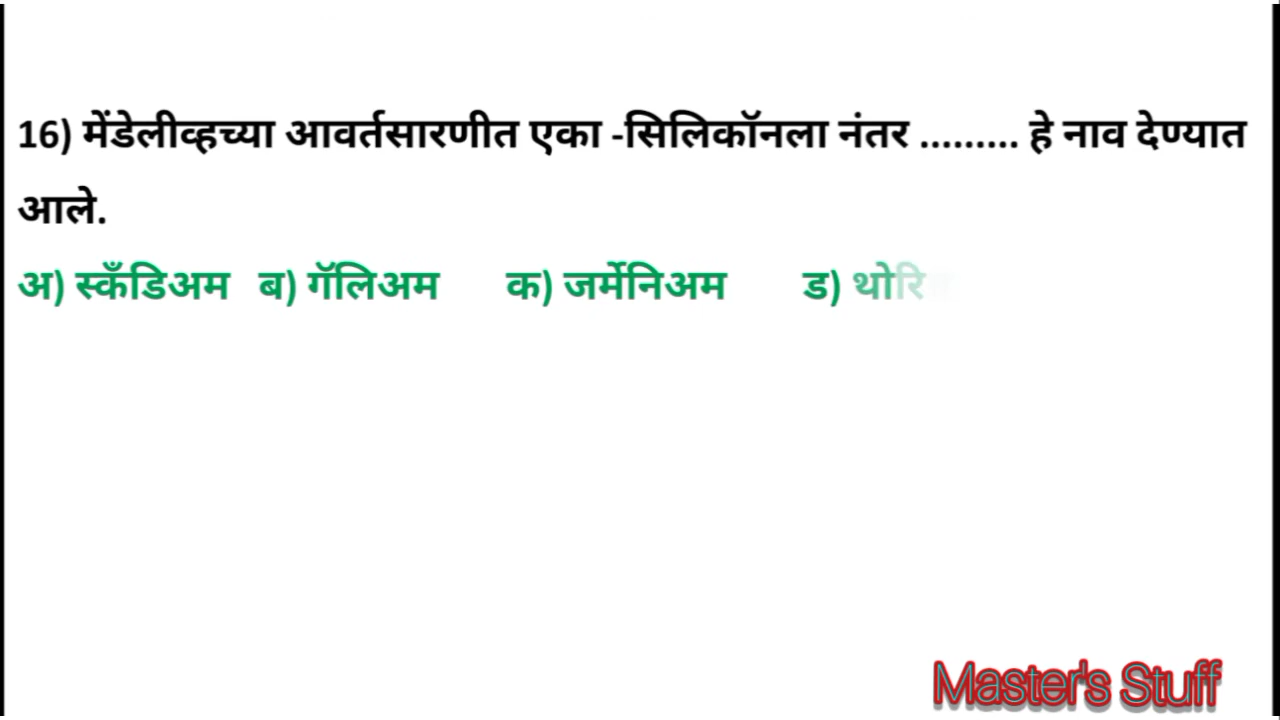 16) मेंडेलीव्हच्या आवर्तसारणीत एका -सिलिकॉनला नंतर ......... हे नाव देण्यात
आले.
अ) स्कँडिअम ब) गॅलिअम क) जर्मेनिअम ड)
Master's Stuff